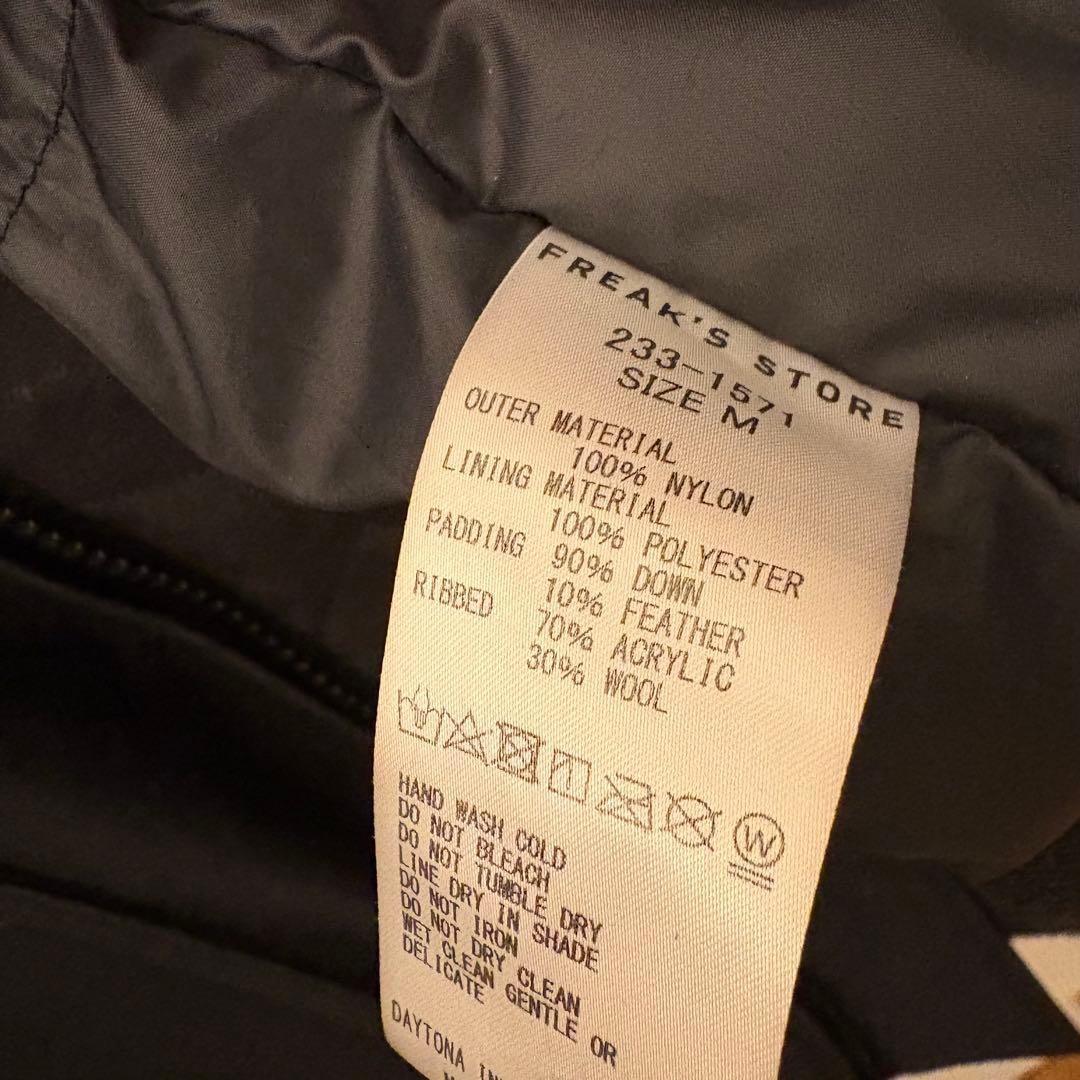 FREAK'S STORE
233-1571
SIZE M
OUTER MATERIAL
100% NYLON
LINING MATERIAL
100% POLYESTER
PADDING 90% DOWN
10% FEATHER
RIBBED 70% ACRYLIC
30% WOOL
W
HAND WASH COLD
DO NOT BLEACH
DO NOT TUMBLE DRY
LINE DRY IN SHADE
DO NOT IRON
DO NOT DRY CLEAN
WET CLEAN GENTLE OR
DELICATE
DAYTONA